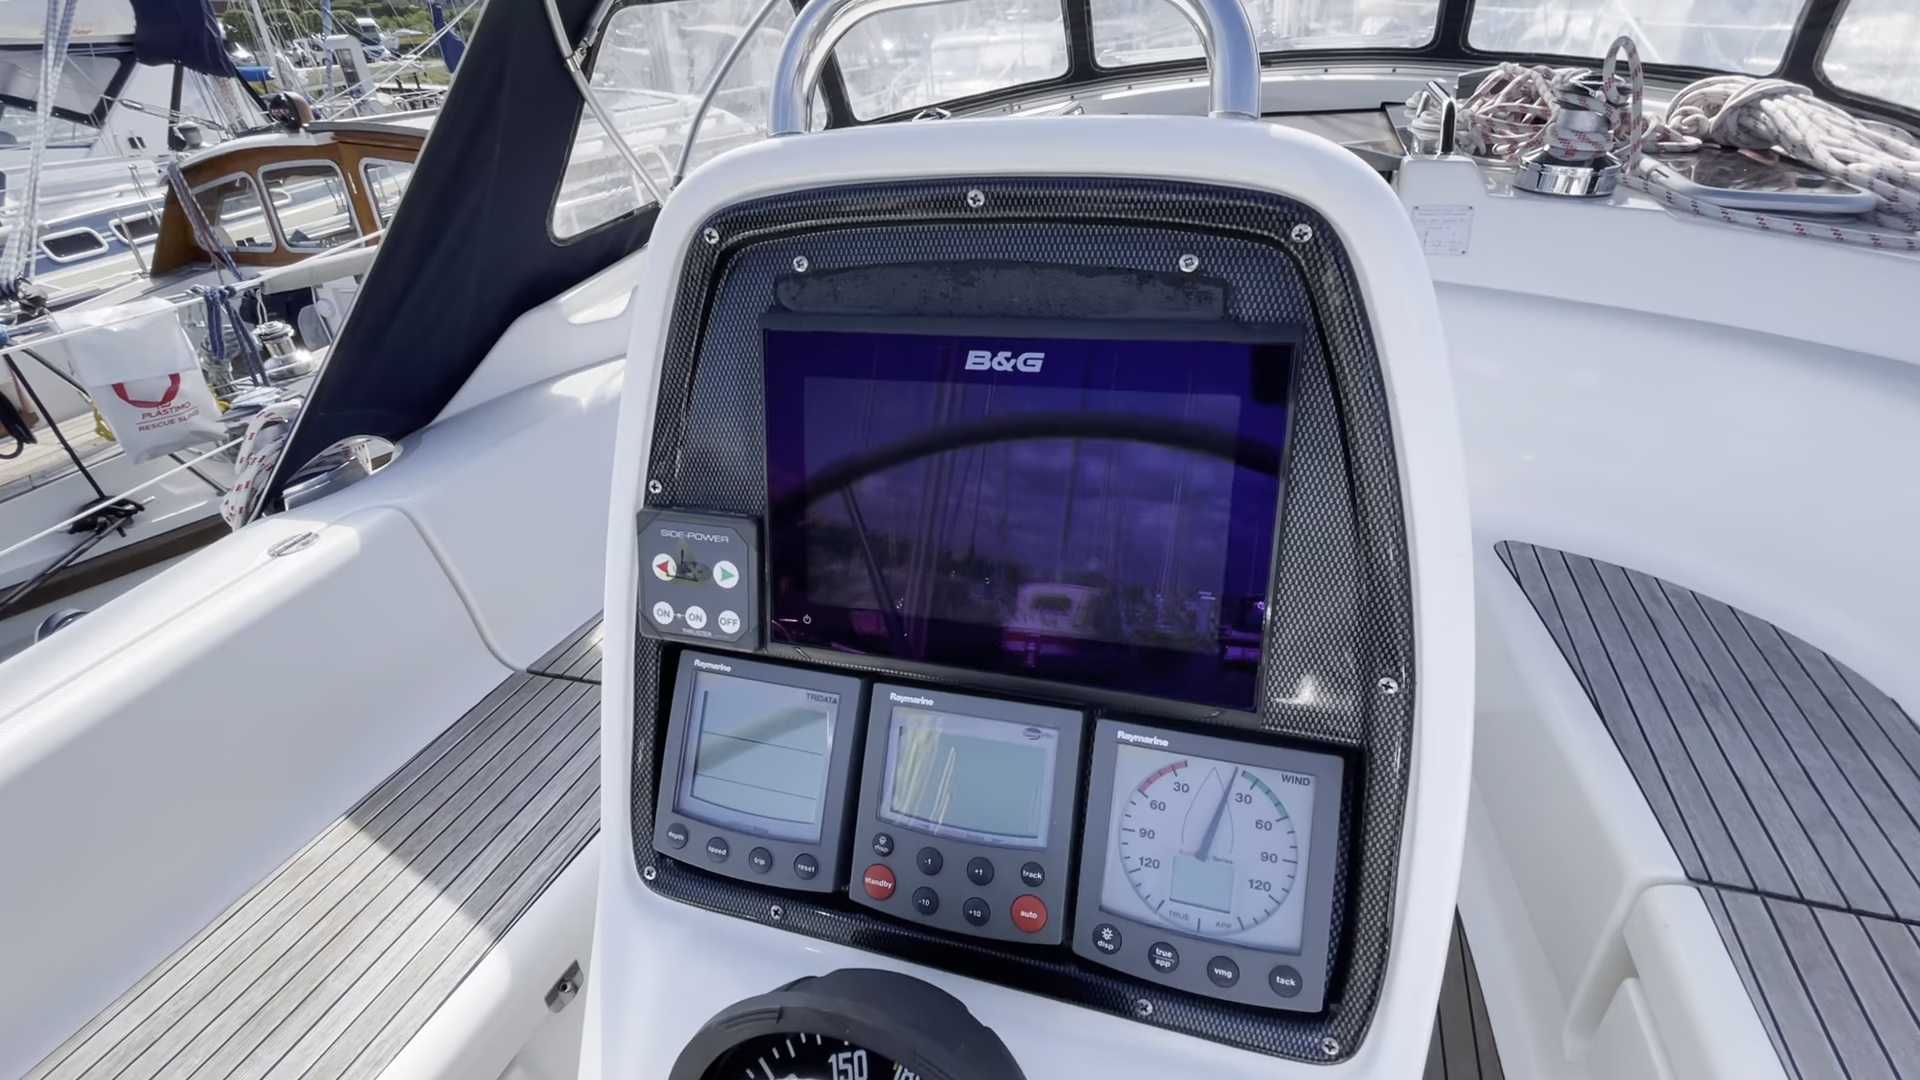 B&G
SIDE-POWER
ON
ON
OFF
THRUSTER
Raymarine
TRIDATA
depth
speed
trip
reset
Raymarine
disp
-1
+1
track
standby
-10
+10
auto
Raymarine
WIND
30
30
60
60
90
90
120
120
Series
TRUE
APP
disp
true
app
vmg
tack
150
PLASTIMO
RESCUE SLING